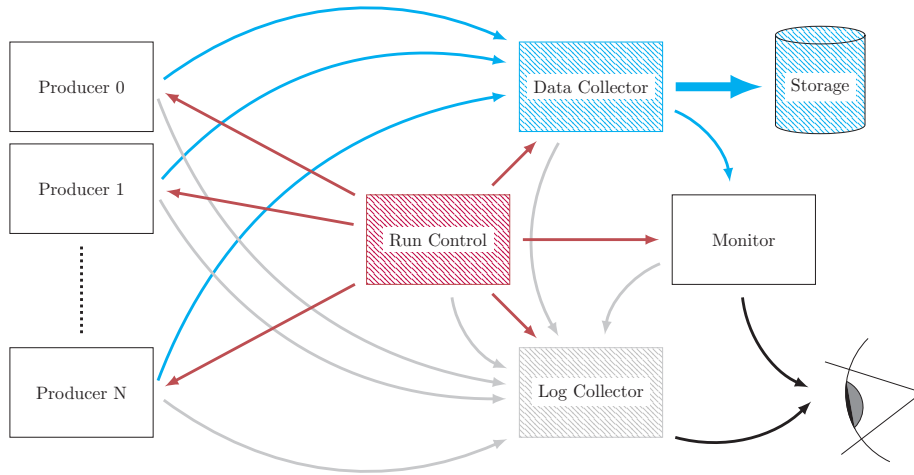 Producer 0
Data Collector
Storage
Producer 1
Run Control
Monitor
Producer N
Log Collector